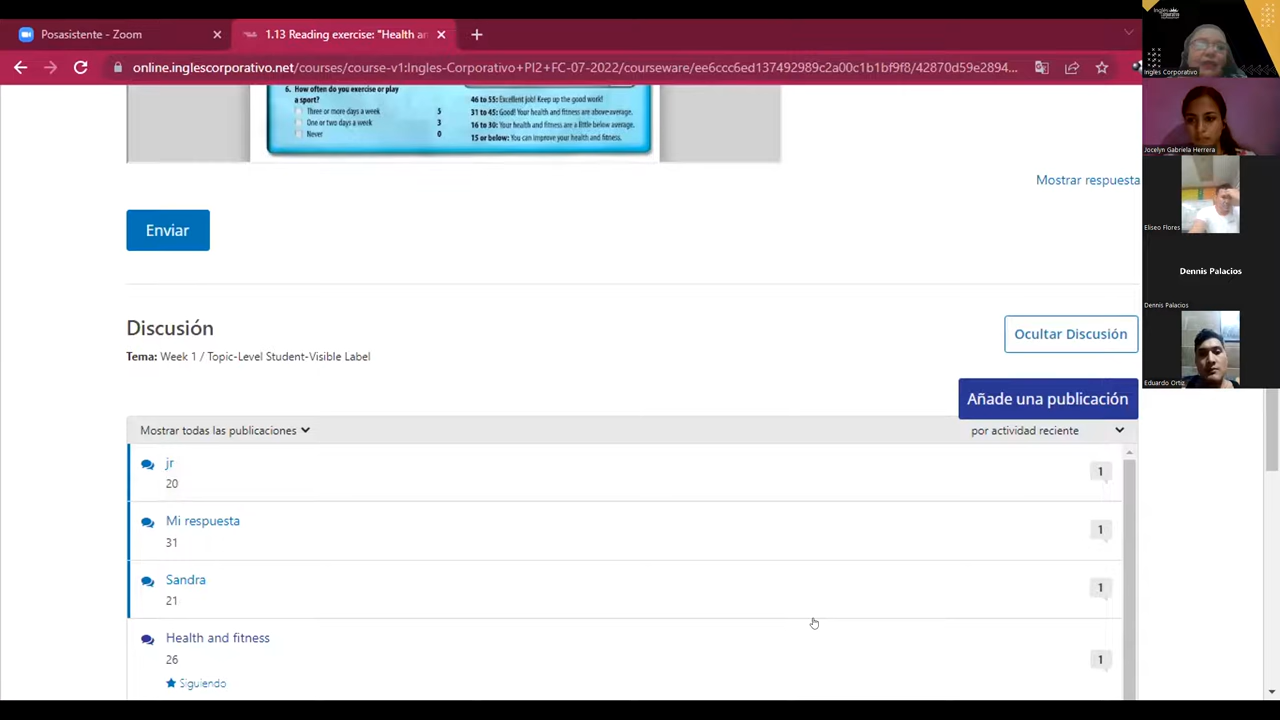 Posasistente - Zoom
1.13 Reading exercise: "Health an
online.inglescorporativo.net/courses/course-v1:Ingles-Corporativo+PI2+FC-07-2022/courseware/ee6ccc6ed137492989c2a00c1b1bf9f8/42870d59e2894...
6. How often do you exercise or play
a sport?
Three or more days a week 5
One or two days a week 3
Never 0
46 to 55: Excellent job! Keep up the good work!
31 to 45: Good! Your health and fitness are above average.
16 to 30: Your health and fitness are a little below average.
15 or below: You can improve your health and fitness.
Mostrar respuesta
Enviar
Discusión
Ocultar Discusión
Tema: Week 1 / Topic-Level Student-Visible Label
Añade una publicación
Mostrar todas las publicaciones
por actividad reciente
jr
20
1
Mi respuesta
31
1
Sandra
21
1
Health and fitness
26
1
Siguiendo
Inglés
Corporativo
Ingles Corporativo
Jocelyn Gabriela Herrera
Eliseo Flores
Dennis Palacios
Dennis Palacios
Eduardo Ortiz